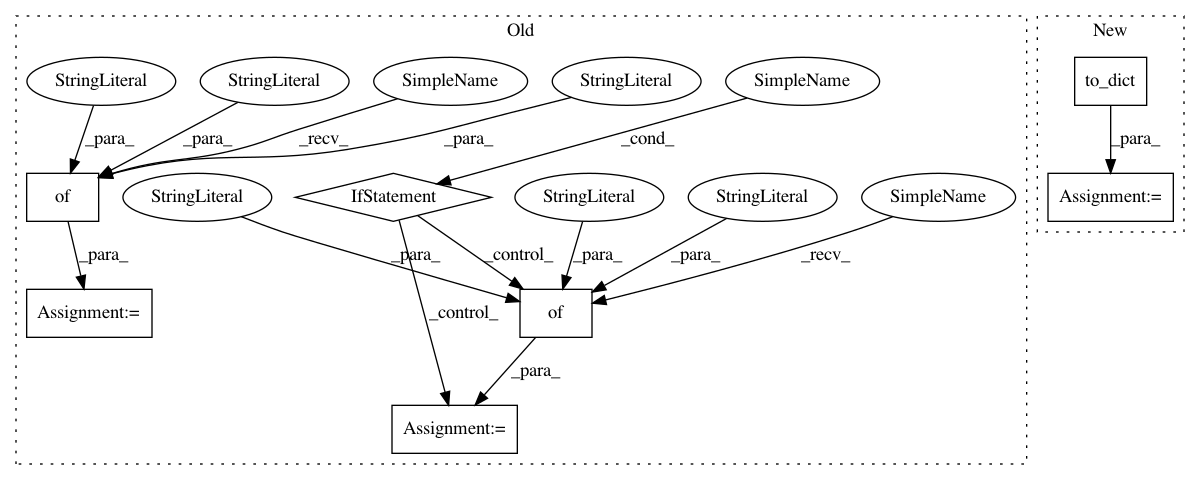 Old
New
StringLiteral
StringLiteral
SimpleName
StringLiteral
SimpleName
to_dict
_para_
_para_
_recv_
_para_
_cond_
_para_
of
StringLiteral
IfStatement
StringLiteral
StringLiteral
SimpleName
Assignment:=
_para_
_para_
_control_
_para_
_para_
_recv_
Assignment:=
_control_
of
_para_
Assignment:=